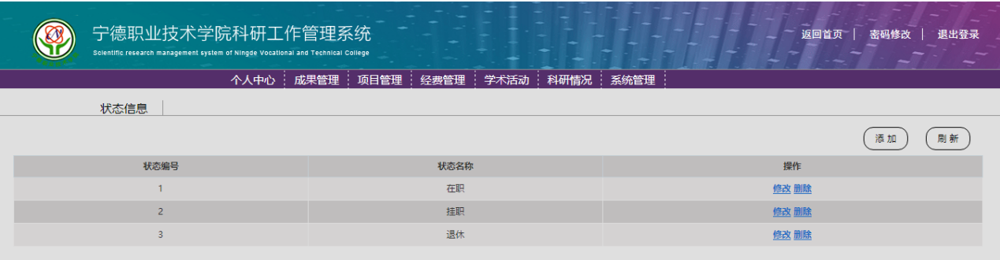 宁德职业技术学院科研工作管理系统
Scientific research management system of Ningde Vocational and Technical College
返回首页 | 密码修改 | 退出登录
个人中心 成果管理 项目管理 经费管理 学术活动 科研情况 系统管理
状态信息
添加 刷新
状态编号 状态名称 操作
1 在职 修改 删除
2 挂职 修改 删除
3 退休 修改 删除